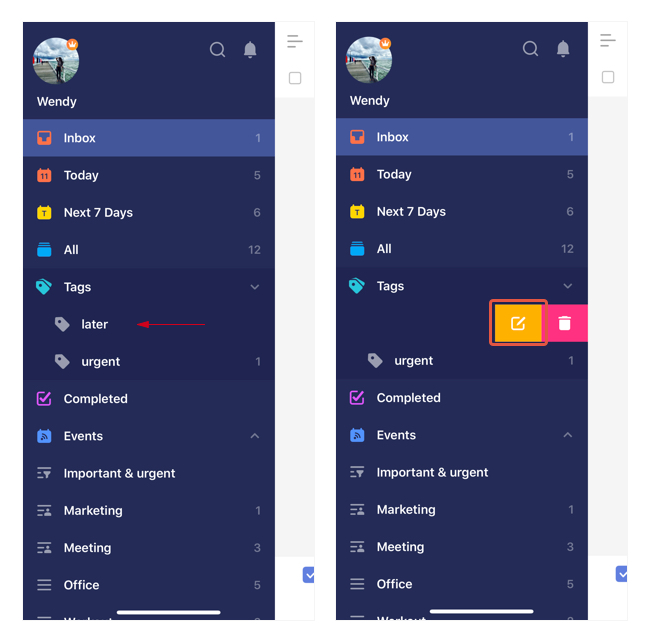 Wendy
Inbox 1
11 Today 5
T Next 7 Days 6
All 12
Tags
later
urgent 1
Completed
Events
Important & urgent
Marketing 1
Meeting 3
Office 5
Wendy
Inbox 1
11 Today 5
T Next 7 Days 6
All 12
Tags
urgent 1
Completed
Events
Important & urgent
Marketing 1
Meeting 3
Office 5